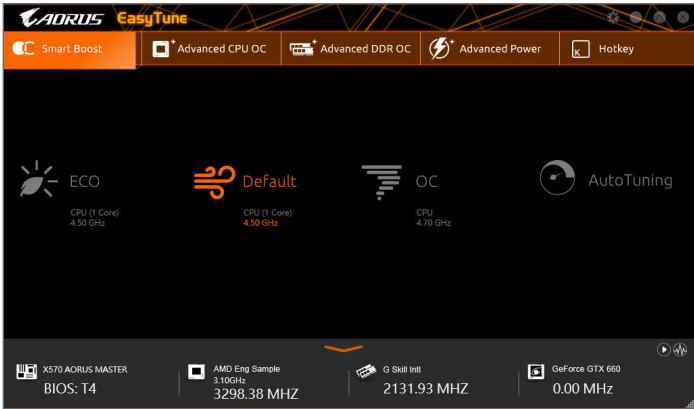 AORUS EasyTune
Smart Boost
Advanced CPU OC
Advanced DDR OC
Advanced Power
K
Hotkey
ECO
CPU (1 Core)
4.50 GHz
Default
CPU (1 Core)
4.50 GHz
OC
CPU
4.70 GHz
AutoTuning
X570 AORUS MASTER
BIOS: T4
AMD Eng Sample
3.10GHz
3298.38 MHZ
G Skill Intl
2131.93 MHZ
GeForce GTX 660
0.00 MHz